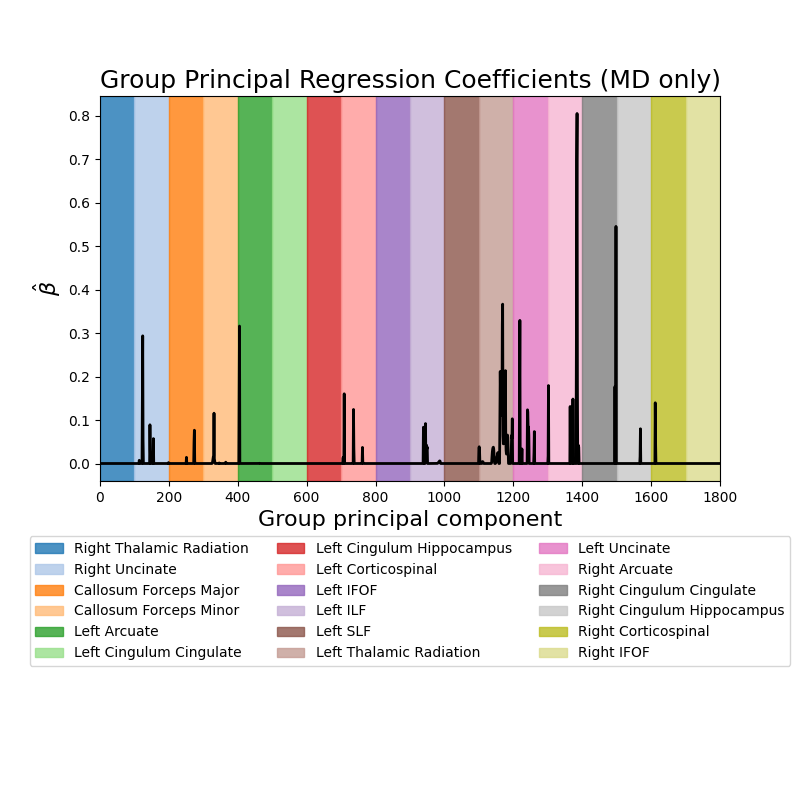 Group Principal Regression Coefficients (MD only)
0.8
0.7
0.6
0.5
0.4
0.3
0.2
0.1
0.0
β̂
0 200 400 600 800 1000 1200 1400 1600 1800
Group principal component
Right Thalamic Radiation
Right Uncinate
Callosum Forceps Major
Callosum Forceps Minor
Left Arcuate
Left Cingulum Cingulate
Left Cingulum Hippocampus
Left Corticospinal
Left IFOF
Left ILF
Left SLF
Left Thalamic Radiation
Left Uncinate
Right Arcuate
Right Cingulum Cingulate
Right Cingulum Hippocampus
Right Corticospinal
Right IFOF